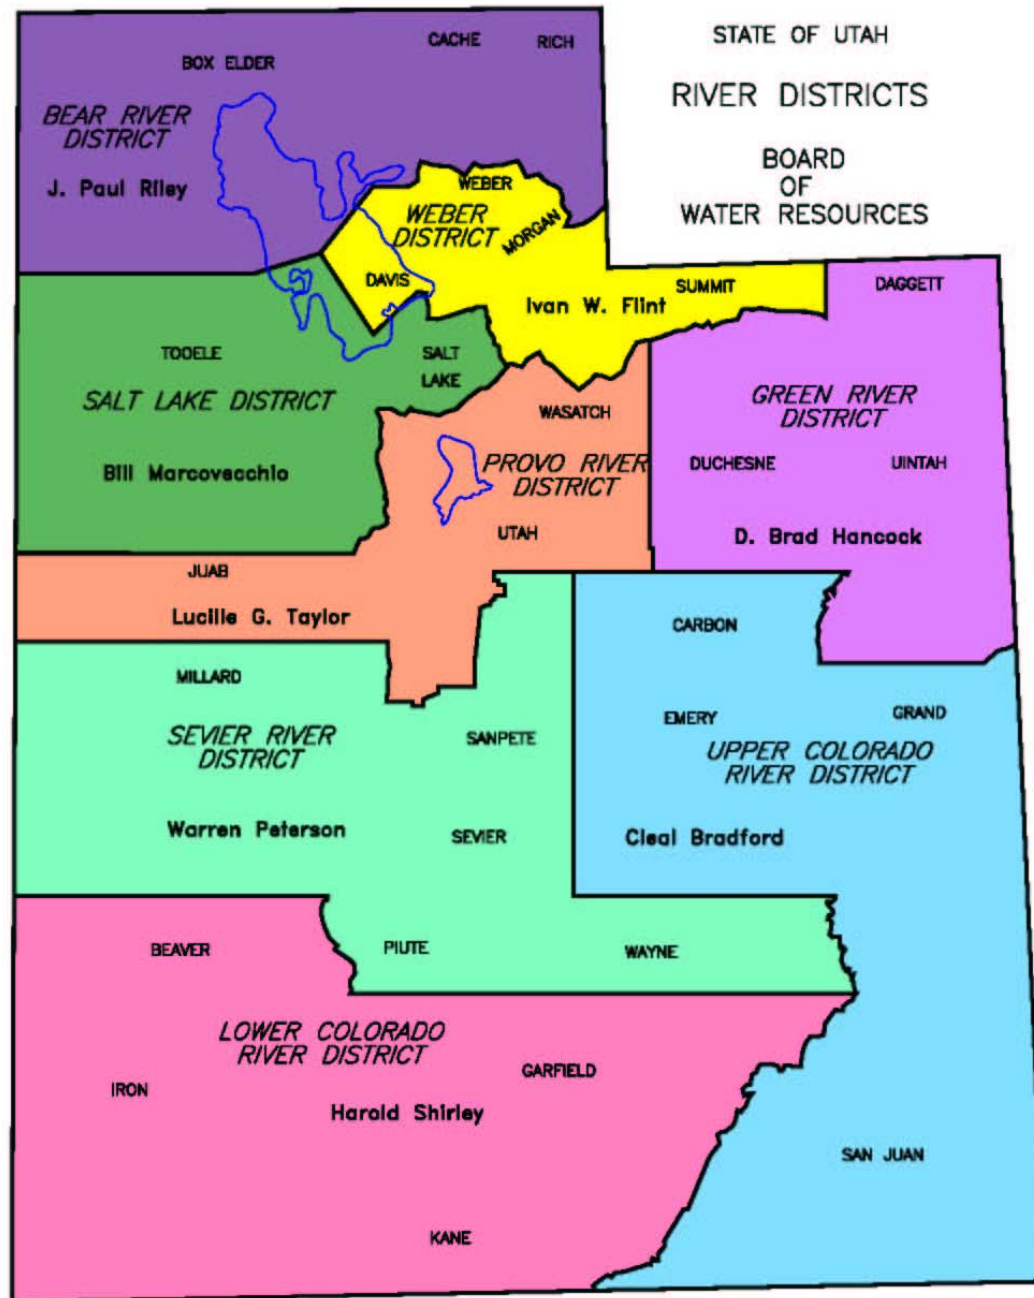 STATE OF UTAH
RIVER DISTRICTS
BOARD
OF
WATER RESOURCES
BOX ELDER
CACHE
RICH
BEAR RIVER
DISTRICT
J. Paul Riley
WEBER
WEBER
DISTRICT
MORGAN
DAVIS
SUMMIT
Ivan W. Flint
DAGGETT
TOOELE
SALT
LAKE
SALT LAKE DISTRICT
Bill Marcovecchio
WASATCH
PROVO RIVER
DISTRICT
UTAH
JUAB
Lucille G. Taylor
GREEN RIVER
DISTRICT
DUCHESNE
UINTAH
D. Brad Hancock
MILLARD
SEVIER RIVER
DISTRICT
SANPETE
Warren Peterson
SEVIER
PIUTE
WAYNE
CARBON
EMERY
GRAND
UPPER COLORADO
RIVER DISTRICT
Cleal Bradford
SAN JUAN
BEAVER
LOWER COLORADO
RIVER DISTRICT
IRON
GARFIELD
Harold Shirley
KANE